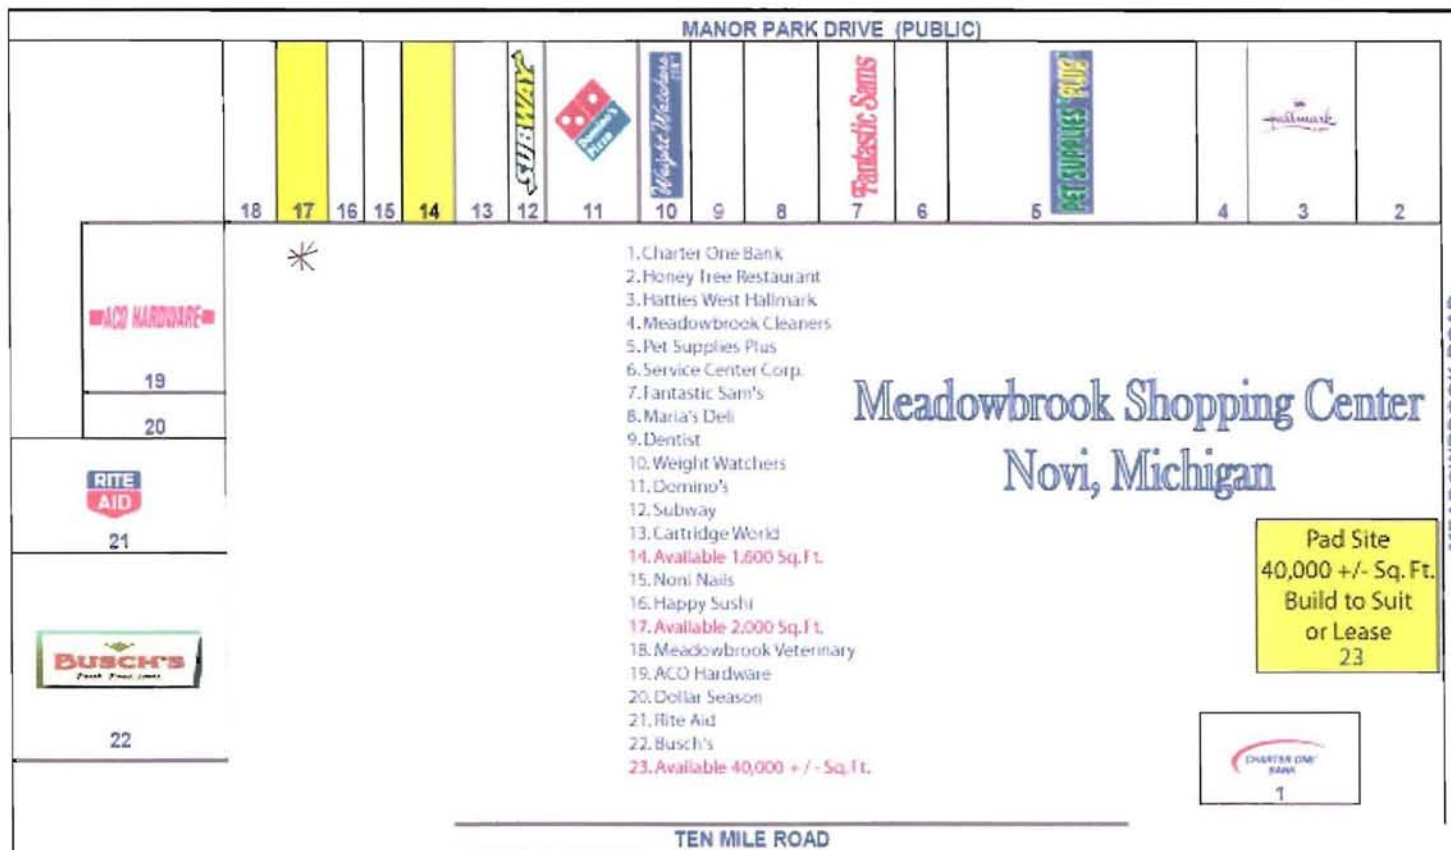 MANOR PARK DRIVE (PUBLIC)
SUBWAY
Domino's
Pizza
Weight Watchers
Fantastic Sams
PET SUPPLIES "PLUS"
Hallmark
18
17
16
15
14
13
12
11
10
9
8
7
6
5
4
3
2
ACO HARDWARE
19
20
RITE
AID
21
BUSCH'S
22
1. Charter One Bank
2. Honey Tree Restaurant
3. Hatties West Hallmark
4. Meadowbrook Cleaners
5. Pet Supplies Plus
6. Service Center Corp.
7. Fantastic Sam's
8. Maria's Deli
9. Dentist
10. Weight Watchers
11. Domino's
12. Subway
13. Cartridge World
14. Available 1,600 Sq. Ft.
15. Noni Nails
16. Happy Sushi
17. Available 2,000 Sq. Ft.
18. Meadowbrook Veterinary
19. ACO Hardware
20. Dollar Season
21. Rite Aid
22. Busch's
23. Available 40,000 + / - Sq. Ft.
Meadowbrook Shopping Center
Novi, Michigan
Pad Site
40,000 +/- Sq. Ft.
Build to Suit
or Lease
23
CHARTER ONE
BANK
1
TEN MILE ROAD